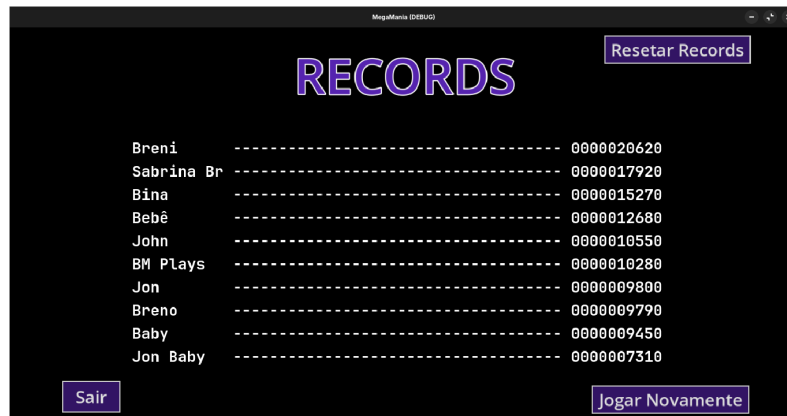 MegaMania (DEBUG)
Resetar Records
RECORDS
Breni ------------------------------------ 0000020620
Sabrina Br ------------------------------------ 0000017920
Bina ------------------------------------ 0000015270
Bebê ------------------------------------ 0000012680
John ------------------------------------ 0000010550
BM Plays ------------------------------------ 0000010280
Jon ------------------------------------ 0000009800
Breno ------------------------------------ 0000009790
Baby ------------------------------------ 0000009450
Jon Baby ------------------------------------ 0000007310
Sair
Jogar Novamente